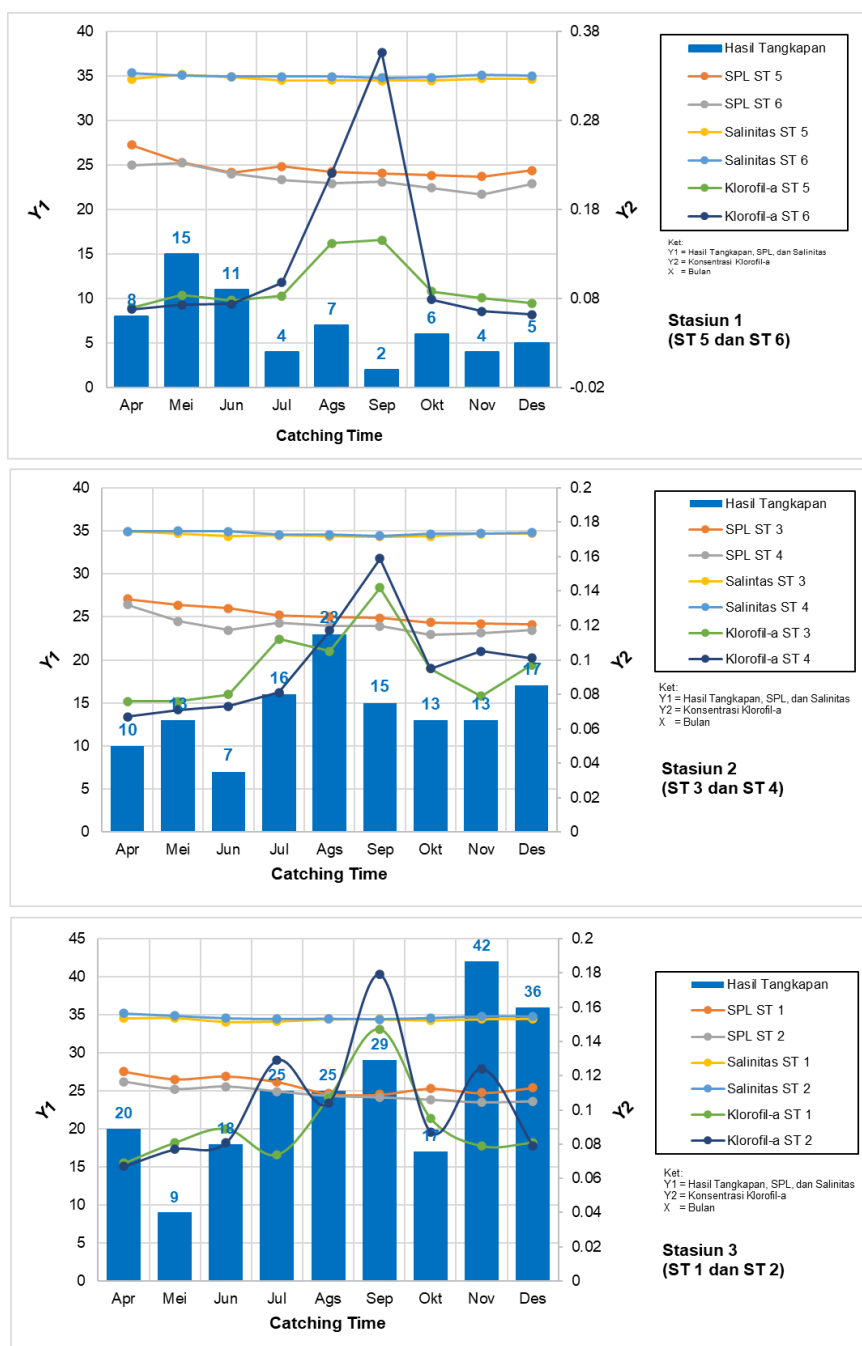 40
35
30
25
20
15
10
5
0
Y1
8
15
11
4
7
2
6
4
5
0.38
0.28
0.18
0.08
-0.02
Y2
Apr Mei Jun Jul Ags Sep Okt Nov Des
Catching Time
Hasil Tangkapan
SPL ST 5
SPL ST 6
Salinitas ST 5
Salinitas ST 6
Klorofil-a ST 5
Klorofil-a ST 6
Ket:
Y1 = Hasil Tangkapan, SPL, dan Salinitas
Y2 = Konsentrasi Klorofil-a
X = Bulan
Stasiun 1
(ST 5 dan ST 6)
40
35
30
25
20
15
10
5
0
Y1
10
13
7
16
23
15
13
13
17
0.2
0.18
0.16
0.14
0.12
0.1
0.08
0.06
0.04
0.02
0
Y2
Apr Mei Jun Jul Ags Sep Okt Nov Des
Catching Time
Hasil Tangkapan
SPL ST 3
SPL ST 4
Salinitas ST 3
Salinitas ST 4
Klorofil-a ST 3
Klorofil-a ST 4
Ket:
Y1 = Hasil Tangkapan, SPL, dan Salinitas
Y2 = Konsentrasi Klorofil-a
X = Bulan
Stasiun 2
(ST 3 dan ST 4)
45
40
35
30
25
20
15
10
5
0
Y1
20
9
18
25
25
29
17
42
36
0.2
0.18
0.16
0.14
0.12
0.1
0.08
0.06
0.04
0.02
0
Y2
Apr Mei Jun Jul Ags Sep Okt Nov Des
Catching Time
Hasil Tangkapan
SPL ST 1
SPL ST 2
Salinitas ST 1
Salinitas ST 2
Klorofil-a ST 1
Klorofil-a ST 2
Ket:
Y1 = Hasil Tangkapan, SPL, dan Salinitas
Y2 = Konsentrasi Klorofil-a
X = Bulan
Stasiun 3
(ST 1 dan ST 2)